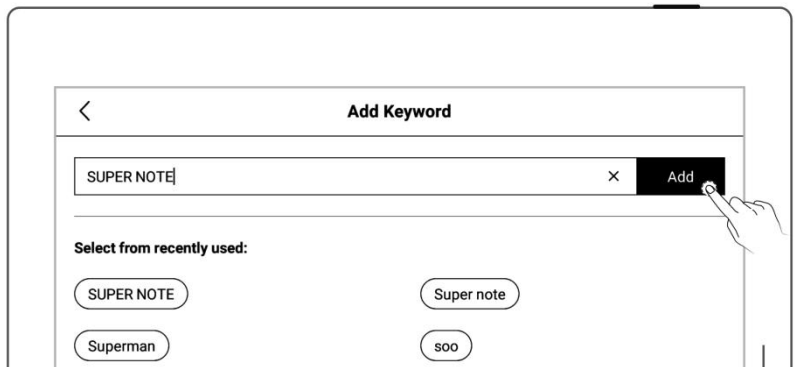 Add Keyword
SUPER NOTE
Add
Select from recently used:
SUPER NOTE
Super note
Superman
soo